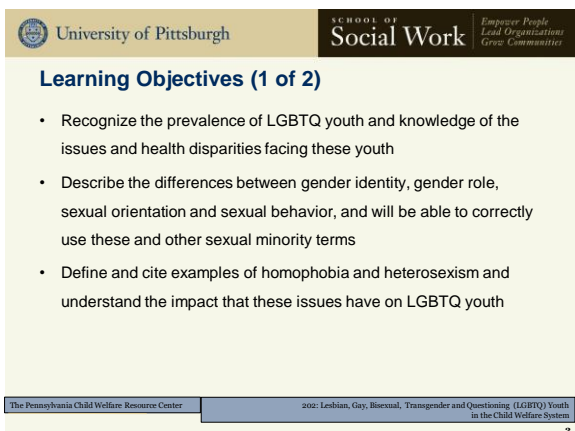 University of Pittsburgh
SCHOOL OF
Social Work
Empower People
Lead Organizations
Grow Communities
Learning Objectives (1 of 2)
• Recognize the prevalence of LGBTQ youth and knowledge of the
issues and health disparities facing these youth
• Describe the differences between gender identity, gender role,
sexual orientation and sexual behavior, and will be able to correctly
use these and other sexual minority terms
• Define and cite examples of homophobia and heterosexism and
understand the impact that these issues have on LGBTQ youth
The Pennsylvania Child Welfare Resource Center
202: Lesbian, Gay, Bisexual, Transgender and Questioning (LGBTQ) Youth
in the Child Welfare System